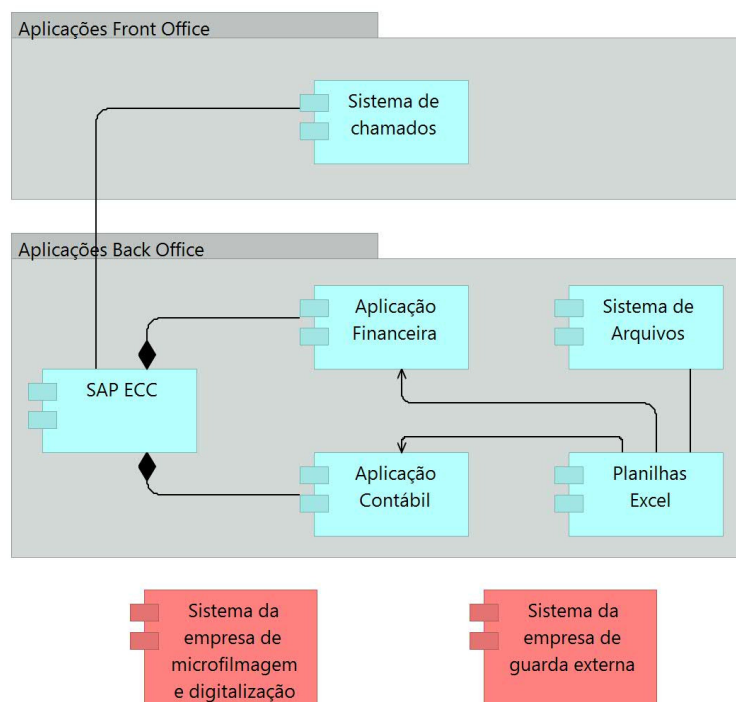 Aplicações Front Office
Sistema de
chamados
Aplicações Back Office
Aplicação
Financeira
Sistema de
Arquivos
SAP ECC
Aplicação
Contábil
Planilhas
Excel
Sistema da
empresa de
microfilmagem
e digitalização
Sistema da
empresa de
guarda externa